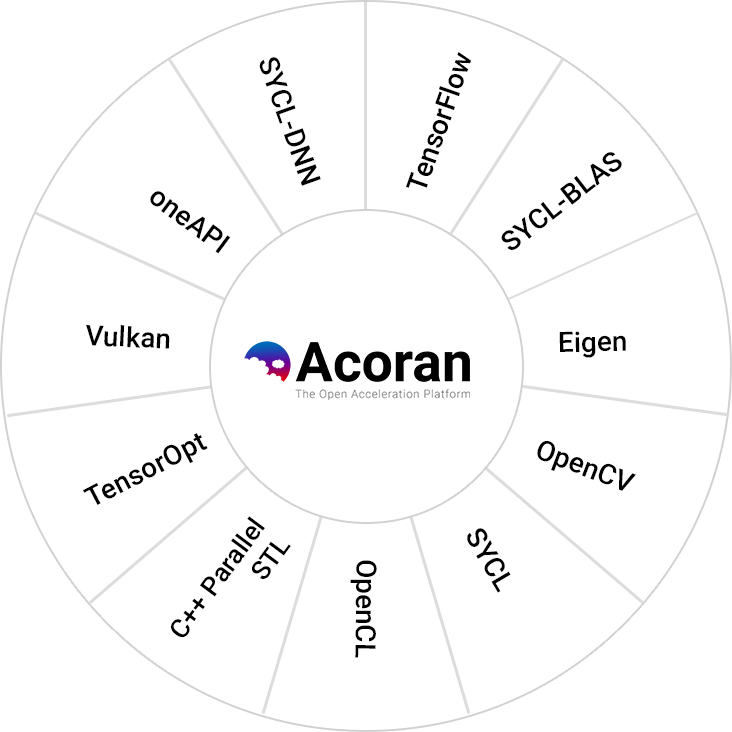 SYCL-DNN
TensorFlow
SYCL-BLAS
Eigen
OpenCV
SYCL
OpenCL
C++ Parallel
STL
TensorOpt
Vulkan
oneAPI
Acoran
The Open Acceleration Platform